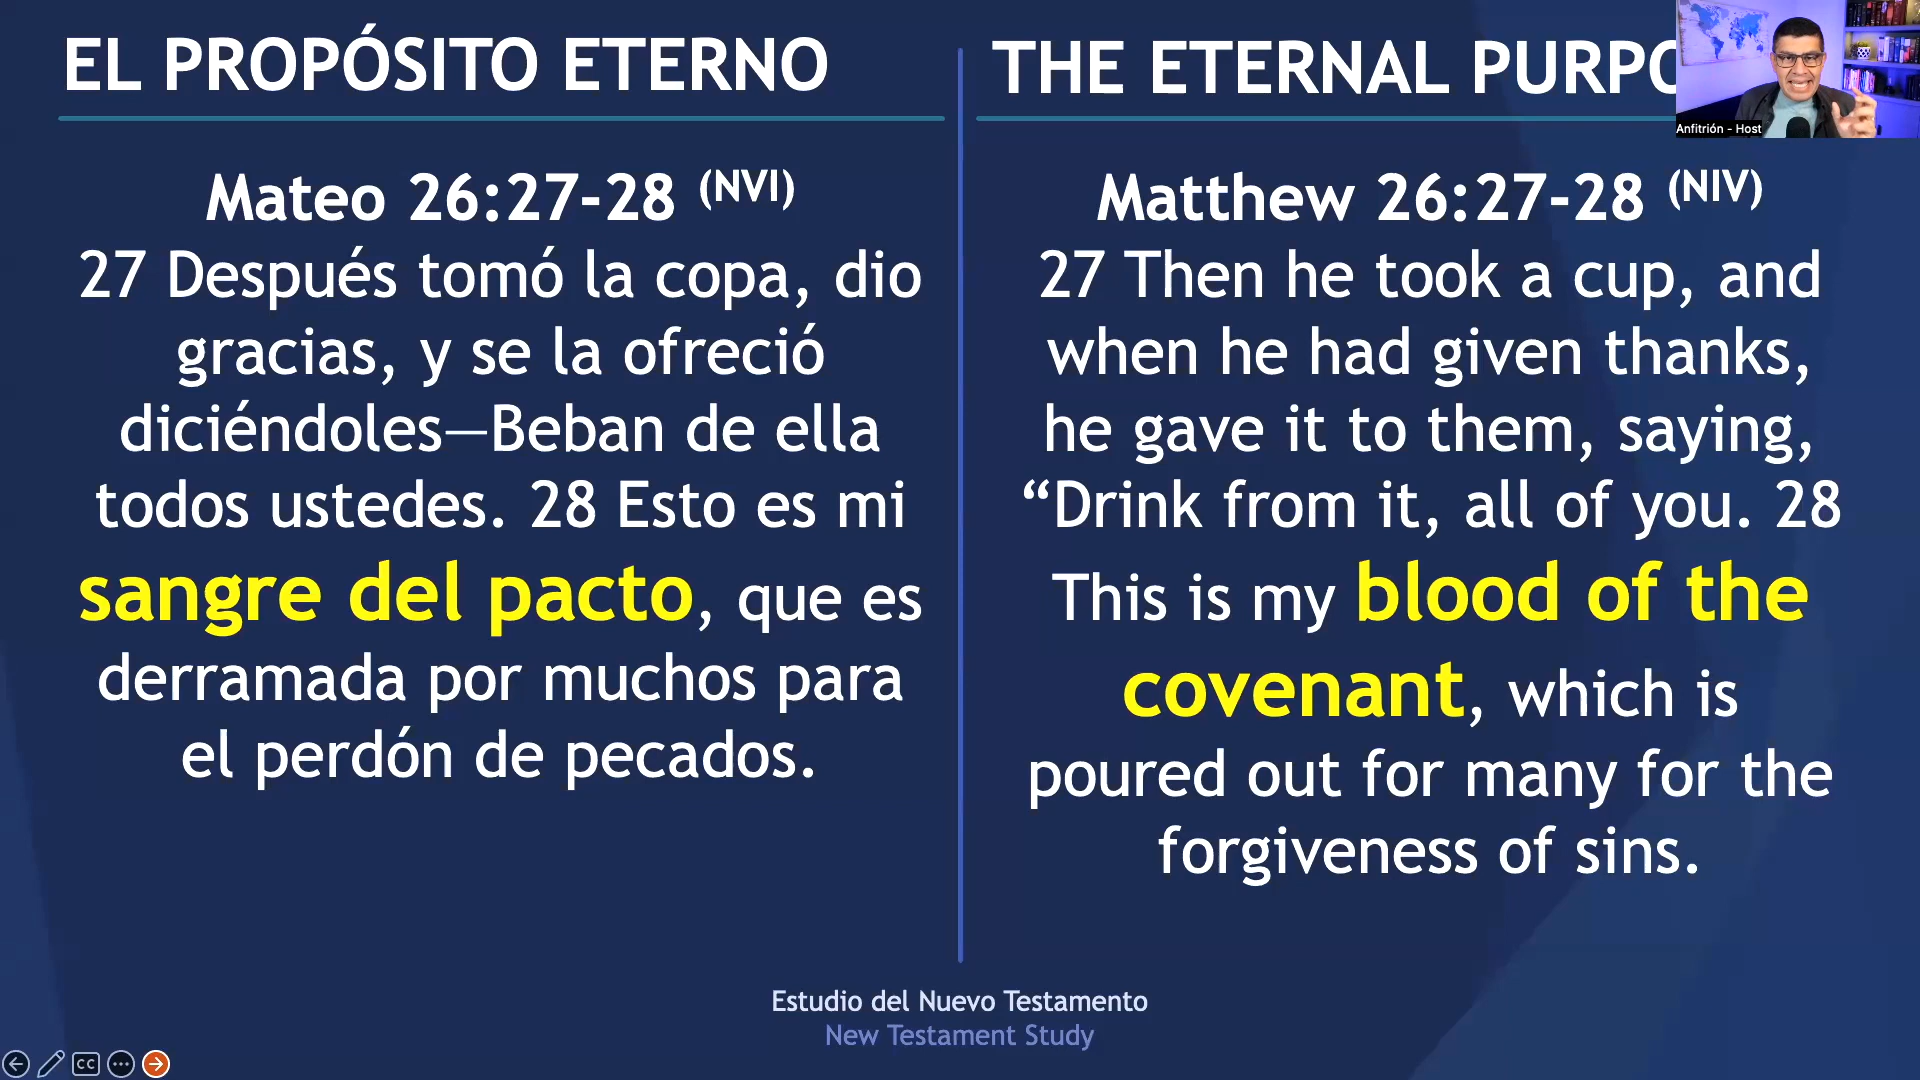 EL PROPÓSITO ETERNO
Mateo 26:27-28 (NVI)
27 Después tomó la copa, dio
gracias, y se la ofreció
diciéndoles—Beban de ella
todos ustedes. 28 Esto es mi
sangre del pacto, que es
derramada por muchos para
el perdón de pecados.
THE ETERNAL PURPO
Matthew 26:27-28 (NIV)
27 Then he took a cup, and
when he had given thanks,
he gave it to them, saying,
“Drink from it, all of you. 28
This is my blood of the
covenant, which is
poured out for many for the
forgiveness of sins.
Anfitrión - Host
Estudio del Nuevo Testamento
New Testament Study
CC